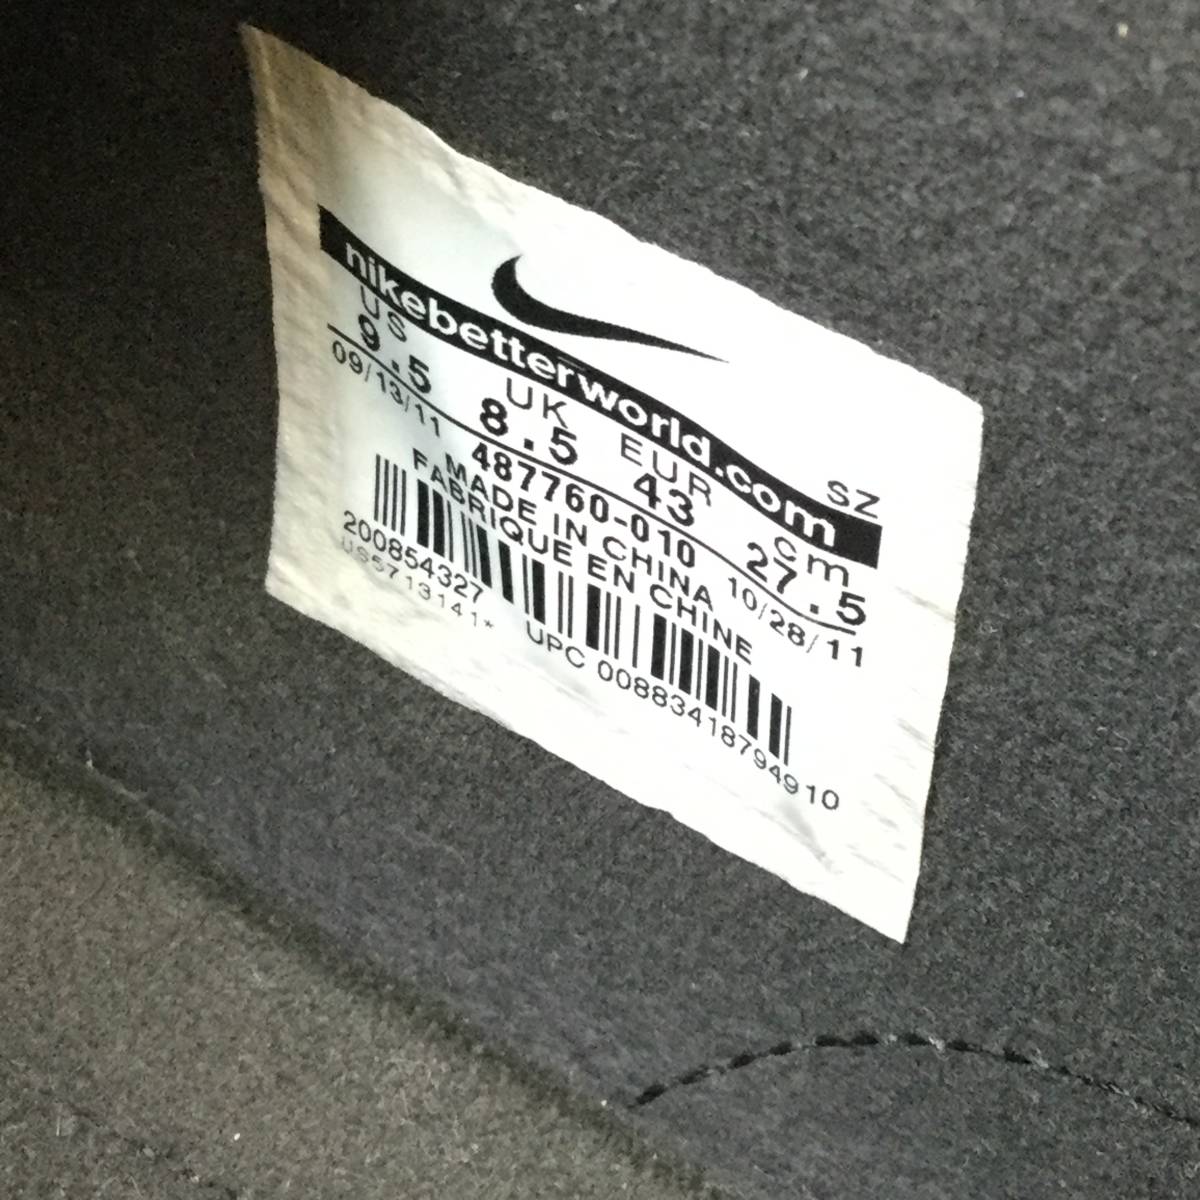 SZ
nikebetterworld.com
US UK EUR cm
9.5 8.5 43 27.5
09/13/11 487760-010 10/28/11
MADE IN CHINA
FABRIQUE EN CHINE
200854327 UPC 00883418794910
US5713141*